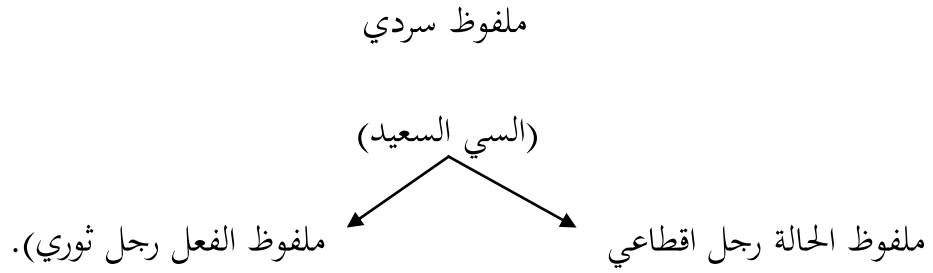 ملفوظ سردي
(السي السعيد)
ملفوظ الحالة رجل اقطاعي
ملفوظ الفعل رجل ثوري).